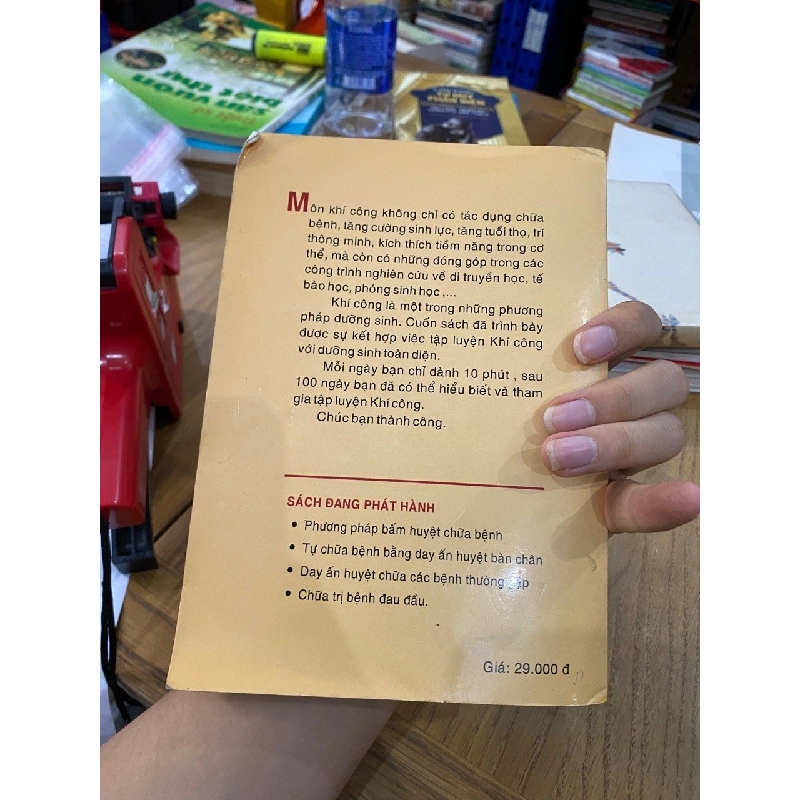 Môn khí công không chỉ có tác dụng chữa
bệnh, tăng cường sinh lực, tăng tuổi thọ, trí
thông minh, kích thích tiềm năng trong cơ
thể, mà còn có những đóng góp trong các
công trình nghiên cứu về di truyền học, tế
bào học, phỏng sinh học ,...
Khí công là một trong những phương
pháp dưỡng sinh. Cuốn sách đã trình bày
được sự kết hợp việc tập luyện Khí công
với dưỡng sinh toàn diện.
Mỗi ngày bạn chỉ dành 10 phút , sau
100 ngày bạn đã có thể hiểu biết và tham
gia tập luyện Khí công.
Chúc bạn thành công.
SÁCH ĐANG PHÁT HÀNH
• Phương pháp bấm huyệt chữa bệnh
• Tự chữa bệnh bằng day ấn huyệt bàn chân
• Day ấn huyệt chữa các bệnh thường gặp
• Chữa trị bệnh đau đầu.
Giá: 29.000 đ
sân vườn
biệt thự